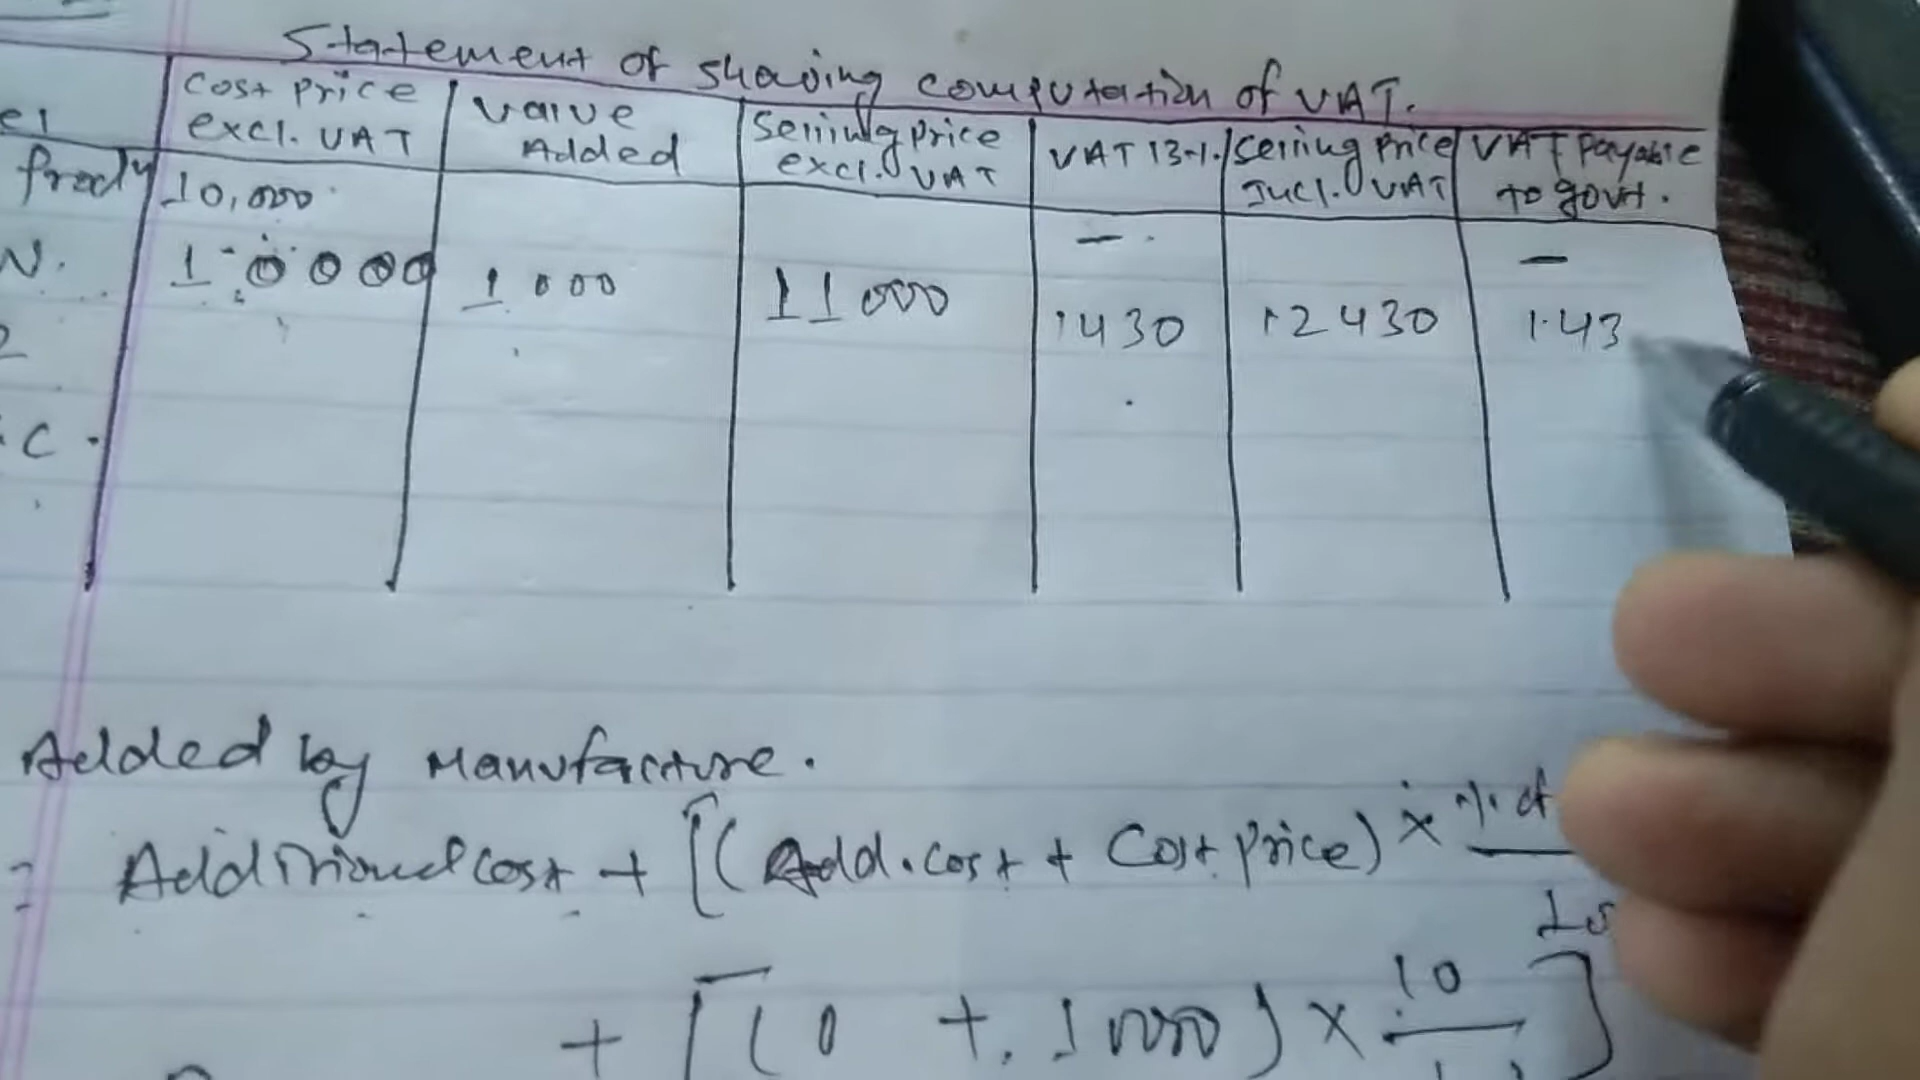 Statement of showing computation of VAT.
cost price excl. VAT | Value Added | Selling price excl. VAT | VAT 13% | Selling price Incl. VAT | VAT payable to govt.
10,000 | — | —
10000 | 1000 | 11000 | 1430 | 12430 | 1.43
C.
Added by Manufacture.
= Additional cost + [(Add. cost + Cost price) × % of
+ [(0 + 10000) × 10 ]